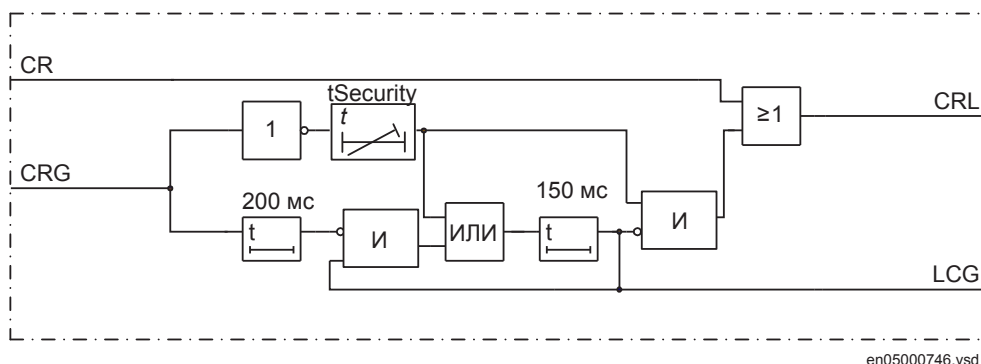 CR
tSecurity
t
≥1
CRL
1
CRG
200 мс
150 мс
t
И
ИЛИ
t
И
LCG
en05000746.vsd